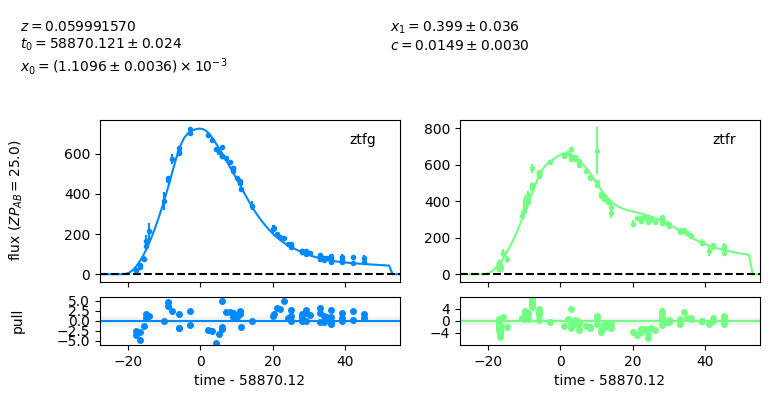 z = 0.059991570
t₀ = 58870.121 ± 0.024
x₀ = (1.1096 ± 0.0036) × 10⁻³
x₁ = 0.399 ± 0.036
c = 0.0149 ± 0.0030
flux (ZP_AB = 25.0)
600
400
200
0
ztfg
800
600
400
200
0
ztfr
pull
5.0
2.5
0.0
−2.5
−5.0
−20
0
20
40
time - 58870.12
4
0
−4
−20
0
20
40
time - 58870.12